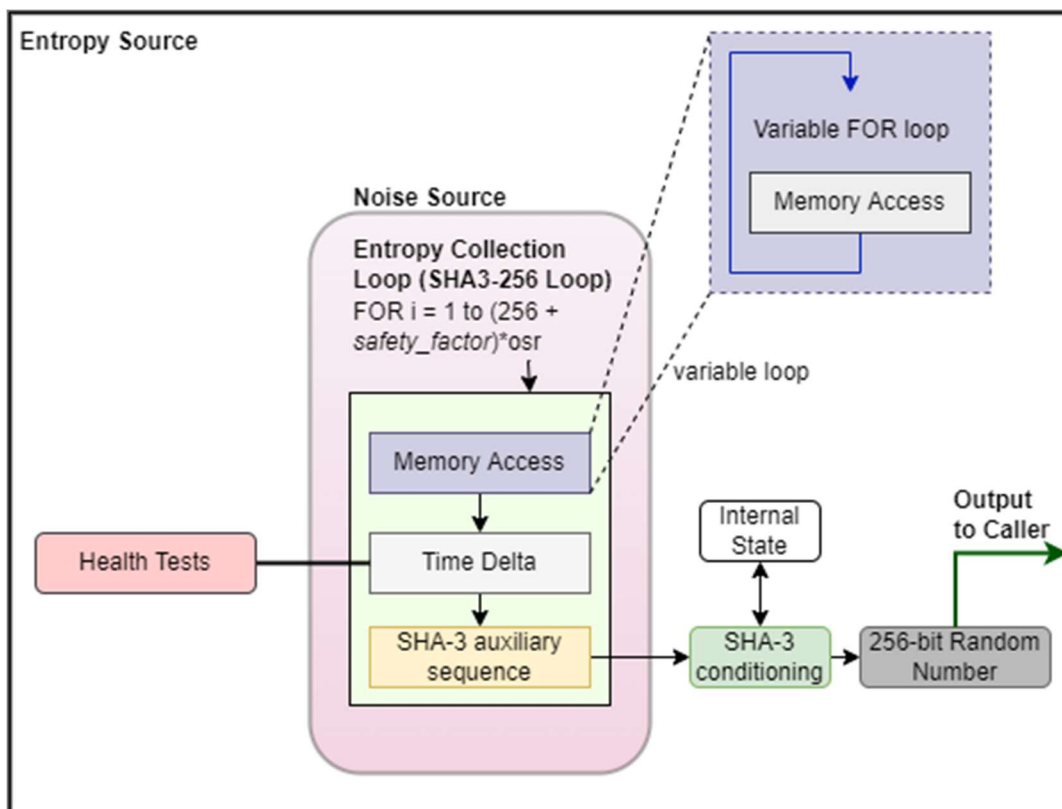 Entropy Source
Variable FOR loop
Memory Access
Noise Source
Entropy Collection
Loop (SHA3-256 Loop)
FOR i = 1 to (256 +
safety_factor)*osr
variable loop
Memory Access
Health Tests
Time Delta
SHA-3 auxiliary
sequence
Internal
State
SHA-3
conditioning
Output
to Caller
256-bit Random
Number